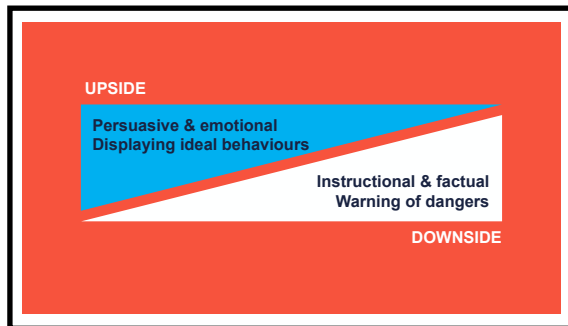 UPSIDE
Persuasive & emotional
Displaying ideal behaviours
Instructional & factual
Warning of dangers
DOWNSIDE